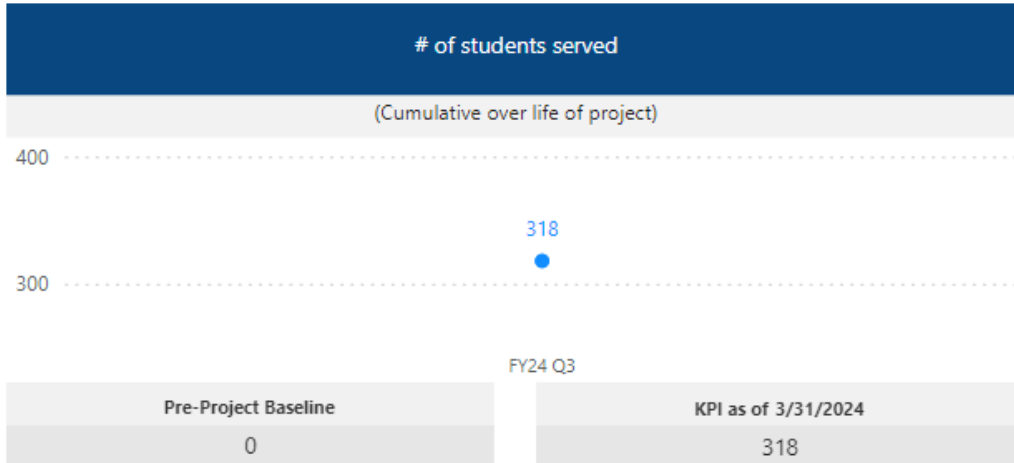 # of students served
(Cumulative over life of project)
400
318
300
FY24 Q3
Pre-Project Baseline
KPI as of 3/31/2024
0
318